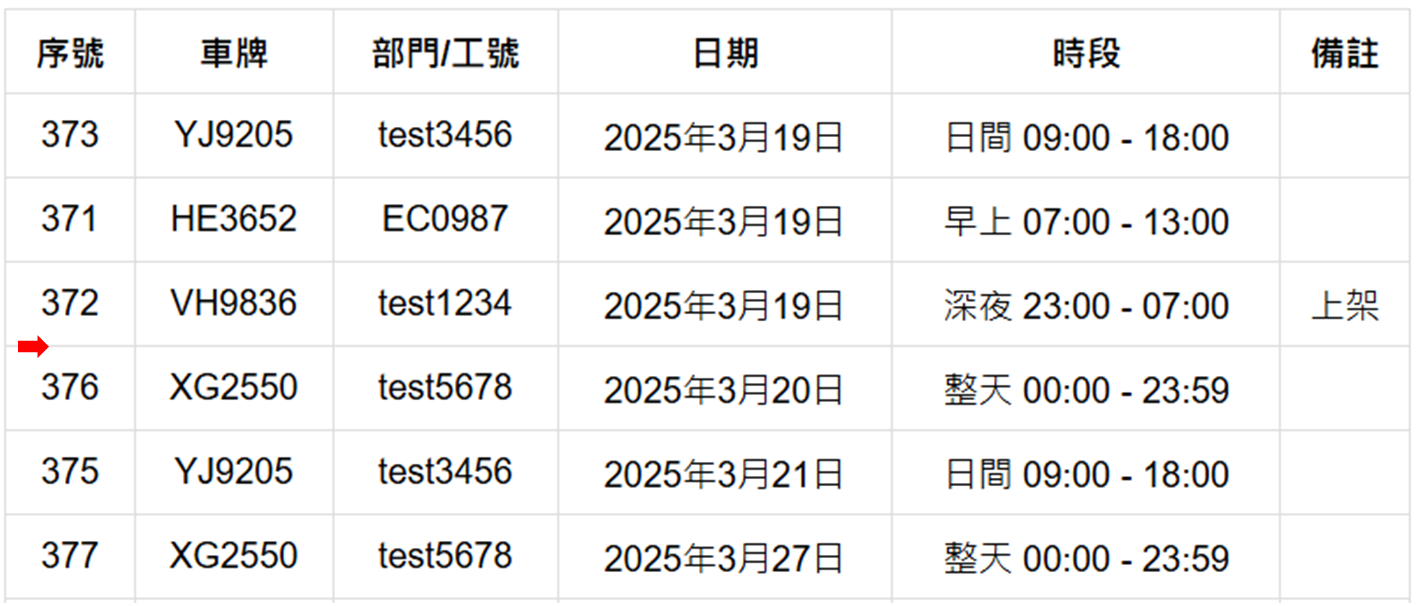 序號 車牌 部門/工號 日期 時段 備註
373 YJ9205 test3456 2025年3月19日 日間 09:00 - 18:00
371 HE3652 EC0987 2025年3月19日 早上 07:00 - 13:00
372 VH9836 test1234 2025年3月19日 深夜 23:00 - 07:00 上架
376 XG2550 test5678 2025年3月20日 整天 00:00 - 23:59
375 YJ9205 test3456 2025年3月21日 日間 09:00 - 18:00
377 XG2550 test5678 2025年3月27日 整天 00:00 - 23:59